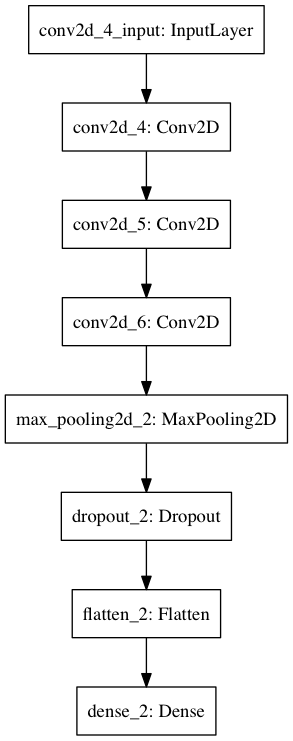 conv2d_4_input: InputLayer
conv2d_4: Conv2D
conv2d_5: Conv2D
conv2d_6: Conv2D
max_pooling2d_2: MaxPooling2D
dropout_2: Dropout
flatten_2: Flatten
dense_2: Dense